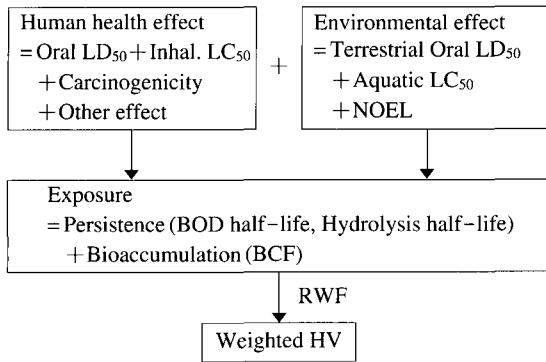 Human health effect
=Oral LD₅₀+Inhal. LC₅₀
+Carcinogenicity
+Other effect
+
Environmental effect
=Terrestrial Oral LD₅₀
+Aquatic LC₅₀
+NOEL
Exposure
=Persistence (BOD half-life, Hydrolysis half-life)
+Bioaccumulation (BCF)
RWF
Weighted HV